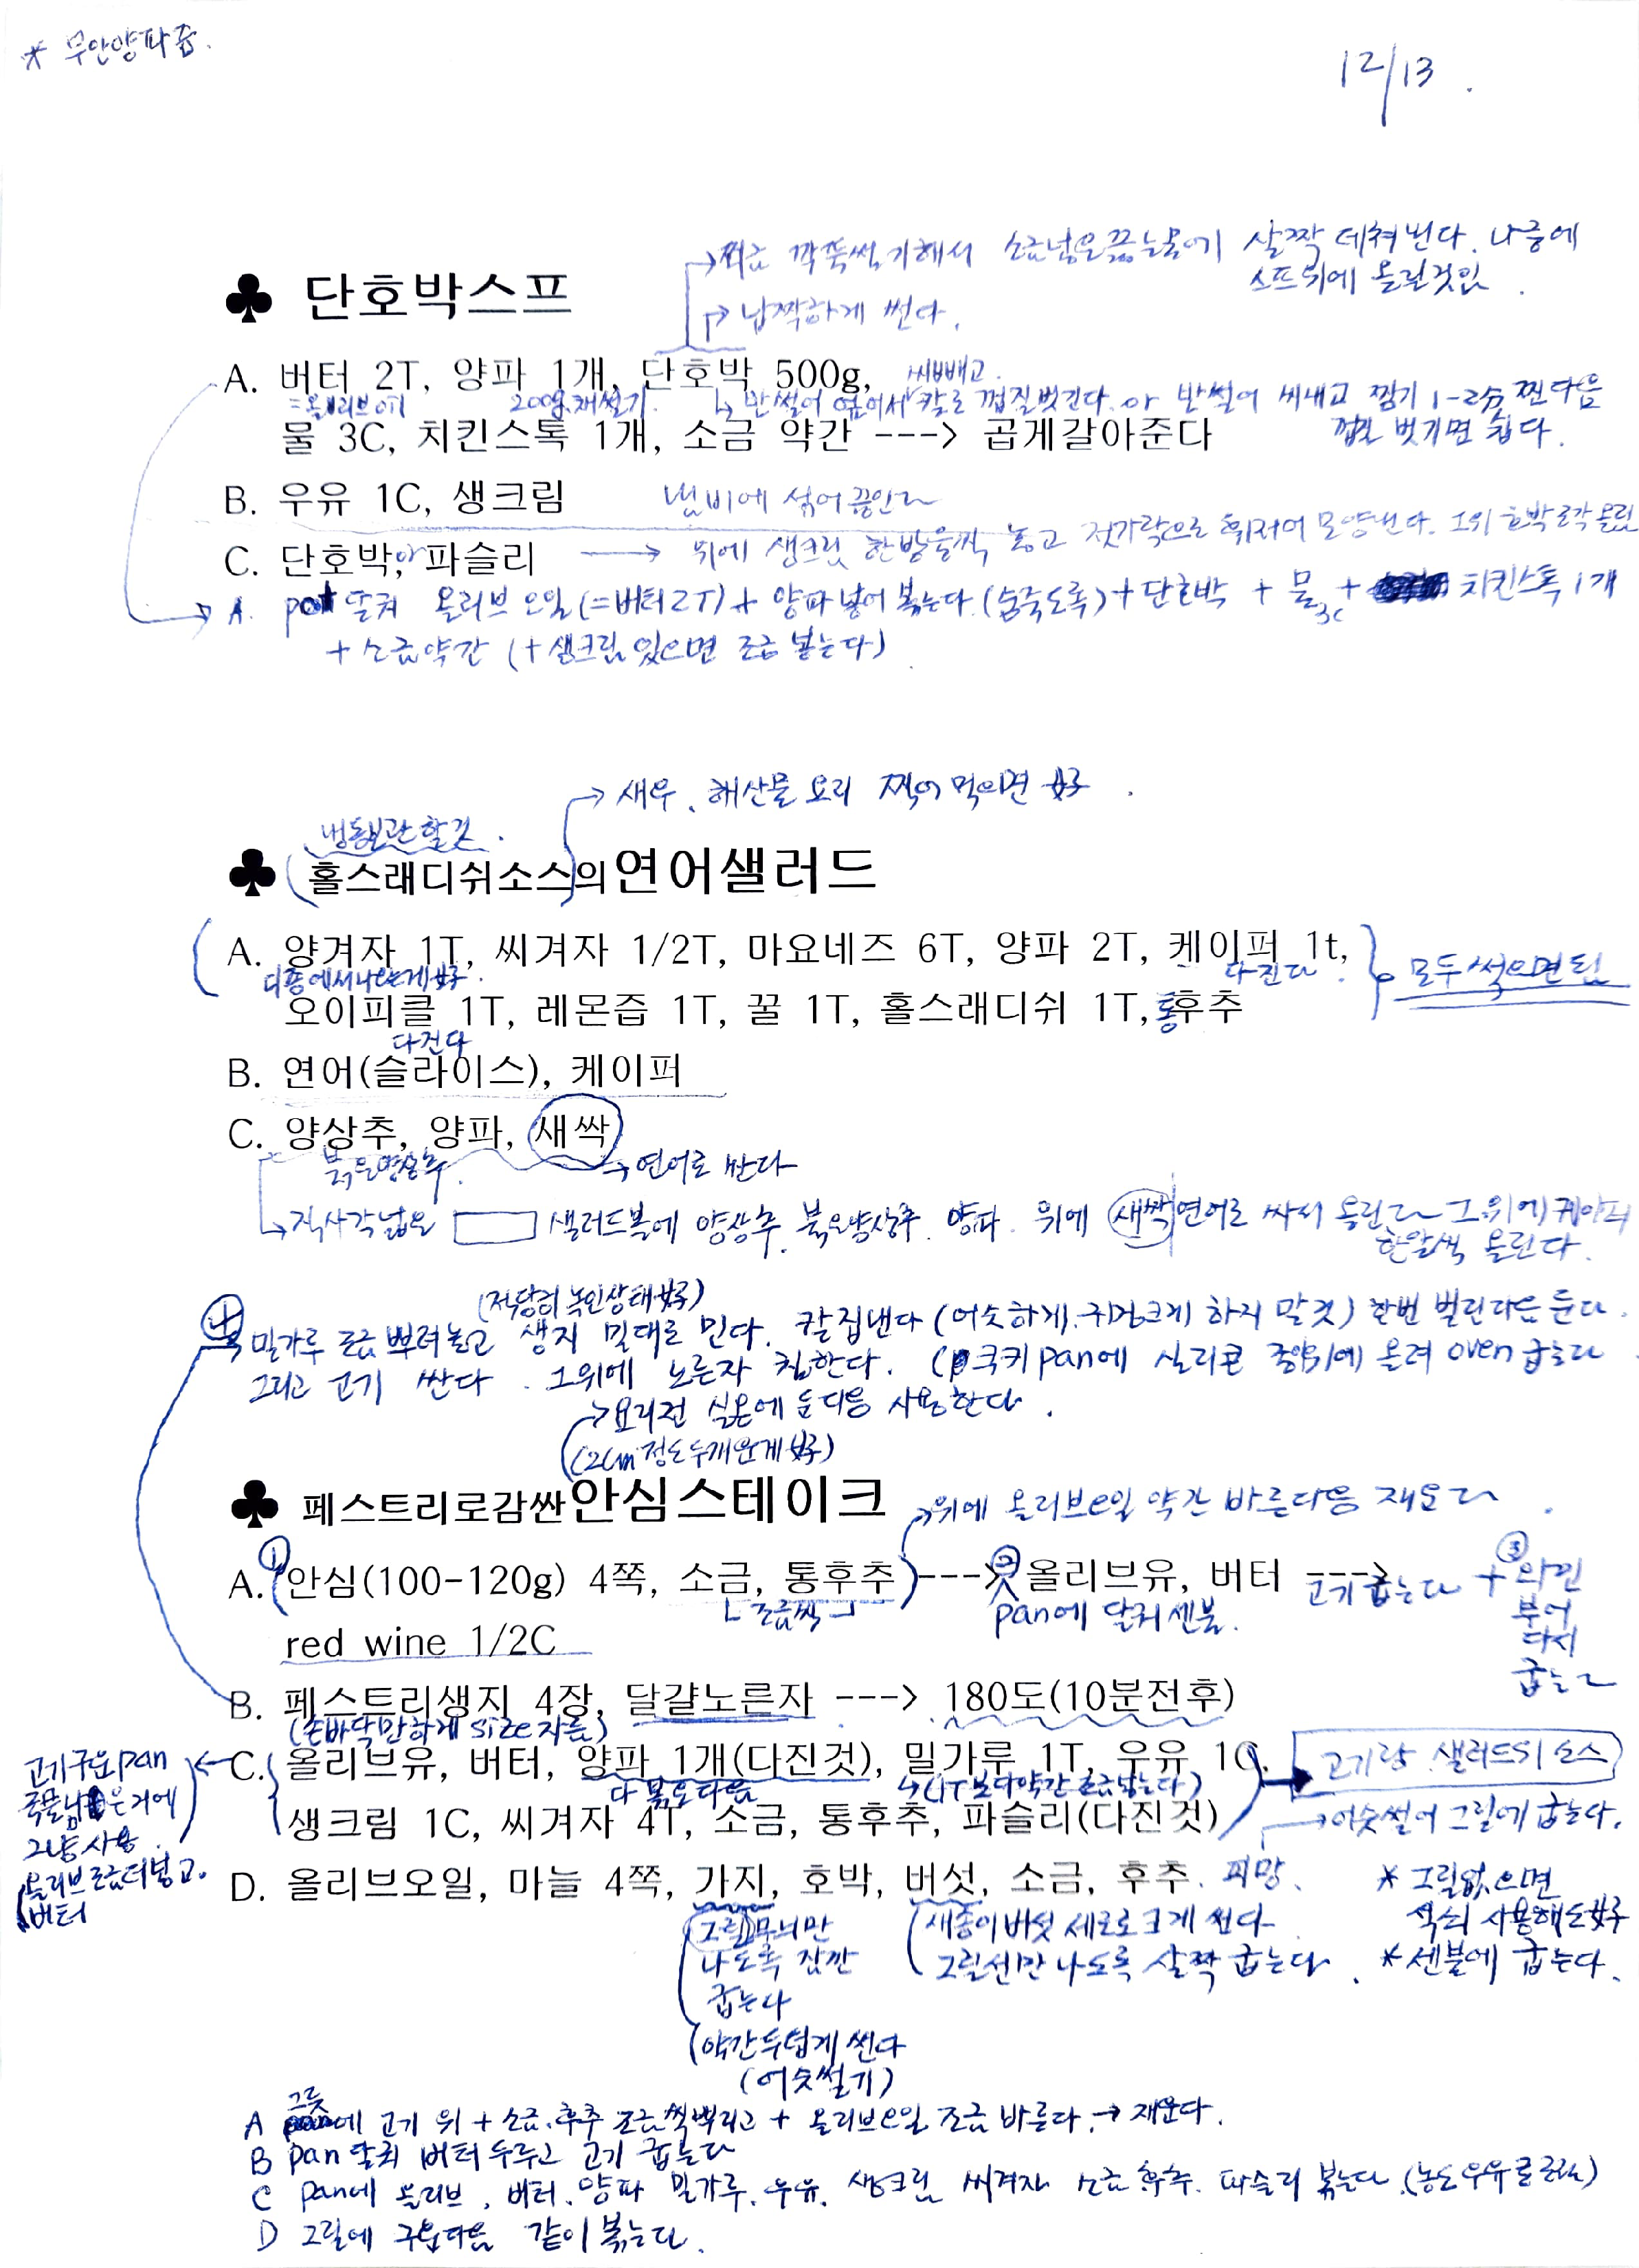 * 무안양파즙.
12/13.
→ 조금 깍뚝썰기해서 소금넣은끓는물에 살짝 데쳐낸다. 나중에
스프위에 올릴것임.
→ 납짝하게 썬다.
♣ 단호박스프
A. 버터 2T, 양파 1개, 단호박 500g, 씨빼고
=올리브oil 200g.채썰기 ↳ 반썰어 엎어서 칼로 껍질벗긴다. or 반썰어 씨내고 찜기 1-2분 찐다음
물 3C, 치킨스톡 1개, 소금 약간 ---> 곱게갈아준다 껍질 벗기면 쉽다.
B. 우유 1C, 생크림 냄비에 섞어 끓인다
C. 단호박, or 파슬리 → 위에 생크림 한방울씩 놓고 젓가락으로 휘저어 모양낸다. 그위 호박조각 올림
→ A. pot 달궈 올리브오일(=버터2T) + 양파넣어 볶는다.(숨죽도록)+단호박 + 물3C + 치킨스톡 1개
+ 소금약간 (+생크림 있으면 조금 넣는다)
→ 새우, 해산물 요리 찍어 먹으면 好.
냉동보관할것.
♣ (홀스래디쉬소스)의연어샐러드
A. 양겨자 1T, 씨겨자 1/2T, 마요네즈 6T, 양파 2T, 케이퍼 1t,
디종에서나오는게好. 다진다. 모두 썩으면됨
오이피클 1T, 레몬즙 1T, 꿀 1T, 홀스래디쉬 1T, 통후추
다진다
B. 연어(슬라이스), 케이퍼
C. 양상추, 양파, 새싹
붉은양상추. → 연어로 싼다
↳ 직사각넓은 샐러드볼에 양상추, 붉은양상추. 양파. 위에 새싹 연어로 싸서 올린다 그위에 케이퍼
한알씩 올린다.
(적당히 녹인상태好)
④ 밀가루 조금 뿌려놓고 생지 밀대로 민다. 칼집낸다 (어슷하게. 너무크게 하지 말것) 한번 벌린다음 둔다.
그리고 고기 싼다. 그위에 노른자 칠한다. (쿠키pan에 실리콘 종이위에 올려 oven 굽는다
→ 요리전 실온에 둔다음 사용한다.
(2cm 정도 두께운게 好)
♣ 페스트리로감싼안심스테이크 → 위에 올리브oil 약간 바른다음 재운다.
A. ①(안심(100-120g) 4쪽, 소금, 통후추) ---> ② 올리브유, 버터 ---> 고기 굽는다 + ③ 와인
조금씩 pan에 달궈 센불. 부어
다시
굽는다
red wine 1/2C
B. 페스트리생지 4장, 달걀노른자 ---> 180도(10분전후)
(손바닥만하게 size자름)
C. 올리브유, 버터, 양파 1개(다진것), 밀가루 1T, 우유 1C,
다 볶은다음 ↳(1T보다약간 조금넣는다)
생크림 1C, 씨겨자 4T, 소금, 통후추, 파슬리(다진것)
고기랑 샐러드의 소스
고기구운pan
국물남은거에
그냥사용.
올리브조금더넣고.
버터
→ 어슷썰어 그릴에 굽는다.
D. 올리브오일, 마늘 4쪽, 가지, 호박, 버섯, 소금, 후추. 피망.
* 그릴없으면
석쇠 사용해도好
* 센불에 굽는다.
그릴무늬만
나도록 잠깐
굽는다
(약간두껍게 썬다
(어슷썰기)
(새송이버섯 세로로크게 썬다
그릴선만나도록 살짝 굽는다.
그릇
A 에 고기 위 + 소금.후추 조금씩뿌리고 + 올리브oil 조금 바른다. → 재운다.
B pan 달궈 버터두루고 고기 굽는다
C pan에 올리브, 버터. 양파 밀가루. 우유. 생크림 씨겨자 소금 후추. 파슬리 볶는다.(농도우유로조절)
D 그릴에 구운다음 같이 볶는다.